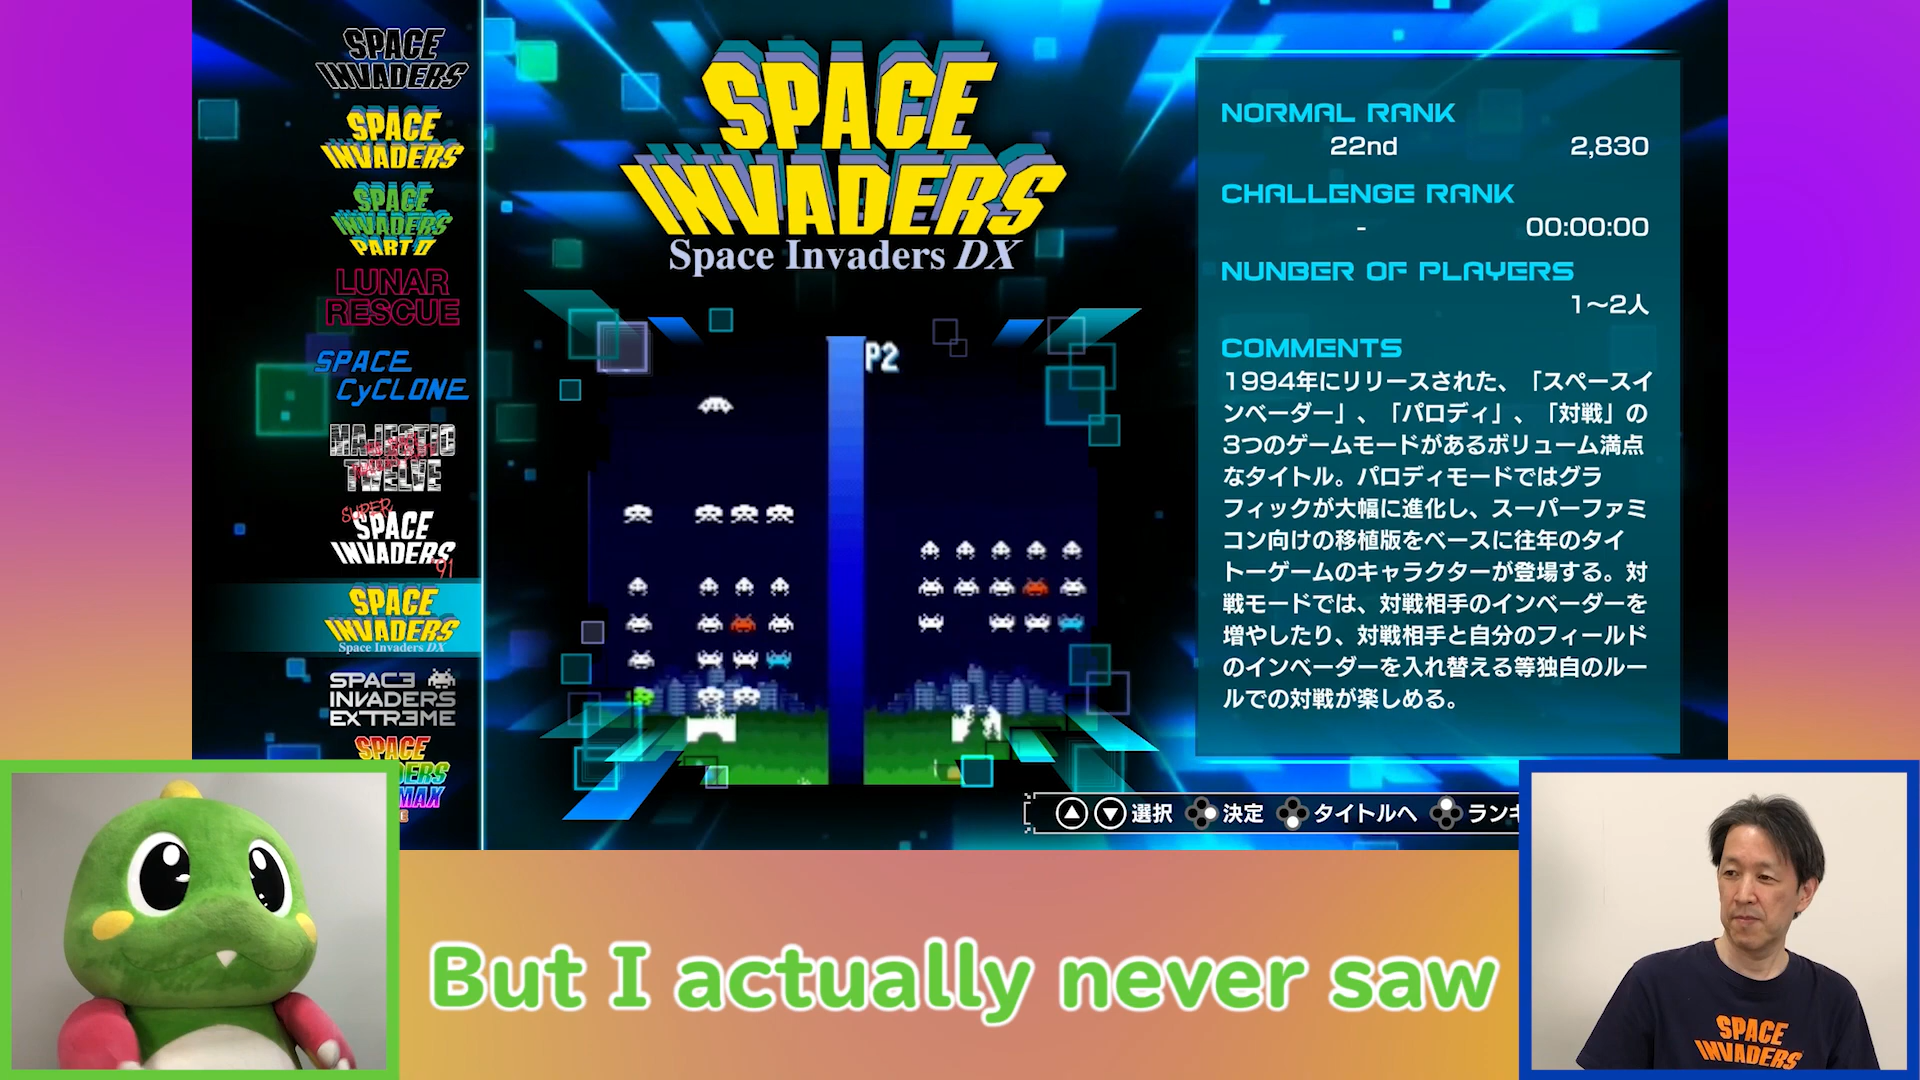 SPACE
INVADERS
SPACE
INVADERS
SPACE
INVADERS
PART II
LUNAR
RESCUE
SPACE
CYCLONE
MAJESTIC
TWELVE
SUPER
SPACE
INVADERS
'91
SPACE
INVADERS
Space Invaders DX
SPAC3
INVADERS
EXTR3ME
SPACE
SPACE
INVADERS
Space Invaders DX
P2
NORMAL RANK
22nd 2,830
CHALLENGE RANK
- 00:00:00
NUNBER OF PLAYERS
1～2人
COMMENTS
1994年にリリースされた、「スペースイ
ンベーダー」、「パロディ」、「対戦」の
3つのゲームモードがあるボリューム満点
なタイトル。パロディモードではグラ
フィックが大幅に進化し、スーパーファミ
コン向けの移植版をベースに往年のタイ
トーゲームのキャラクターが登場する。対
戦モードでは、対戦相手のインベーダーを
増やしたり、対戦相手と自分のフィールド
のインベーダーを入れ替える等独自のルー
ルでの対戦が楽しめる。
選択 決定 タイトルへ ランキ
But I actually never saw
SPACE
INVADERS